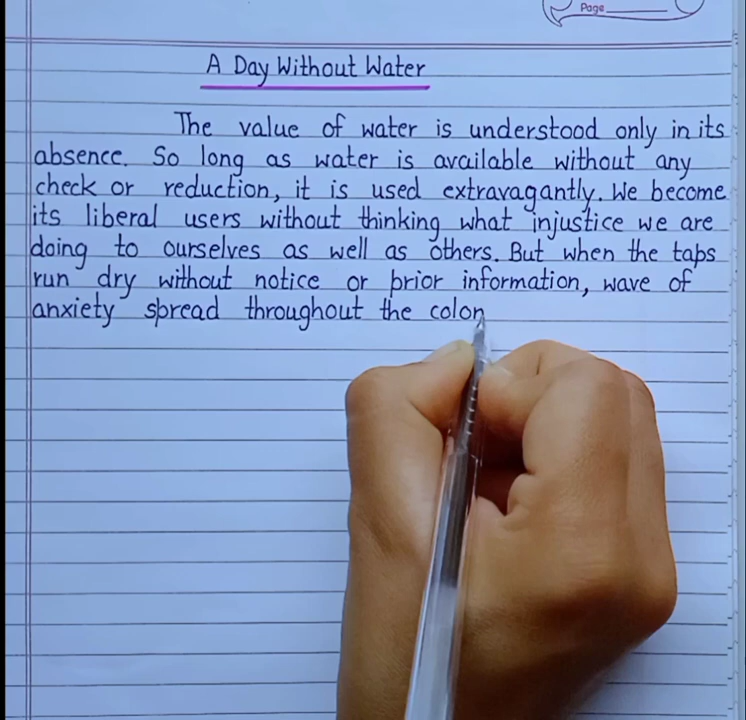 Page
A Day Without Water
The value of water is understood only in its
absence. So long as water is available without any
check or reduction, it is used extravagantly. We become
its liberal users without thinking what injustice we are
doing to ourselves as well as others. But when the taps
run dry without notice or prior information, wave of
anxiety spread throughout the colon